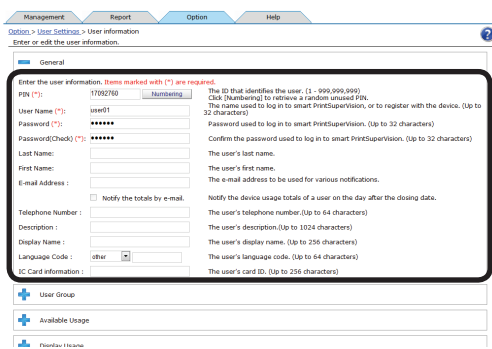 Management Report Option Help
Option > User Settings > User information
Enter or edit the user information.
General
Enter the user information. Items marked with (*) are required.
PIN (*): 17092760 Numbering The ID that identifies the user. (1 - 999,999,999)
Click [Numbering] to retrieve a random unused PIN.
User Name (*): user01 The name used to log in to smart PrintSuperVision, or to register with the device. (Up to
32 characters)
Password (*): •••••• Password used to log in to smart PrintSuperVision. (Up to 32 characters)
Password(Check) (*): •••••• Confirm the password used to log in to smart PrintSuperVision. (Up to 32 characters)
Last Name: The user's last name.
First Name: The user's first name.
E-mail Address : The e-mail address to be used for various notifications.
Notify the totals by e-mail. Notify the device usage totals of a user on the day after the closing date.
Telephone Number : The user's telephone number.(Up to 64 characters)
Description : The user's description.(Up to 1024 characters)
Display Name : The user's display name. (Up to 256 characters)
Language Code : other The user's language code. (Up to 64 characters)
IC Card information : The user's card ID. (Up to 256 characters)
User Group
Available Usage
Display Usage